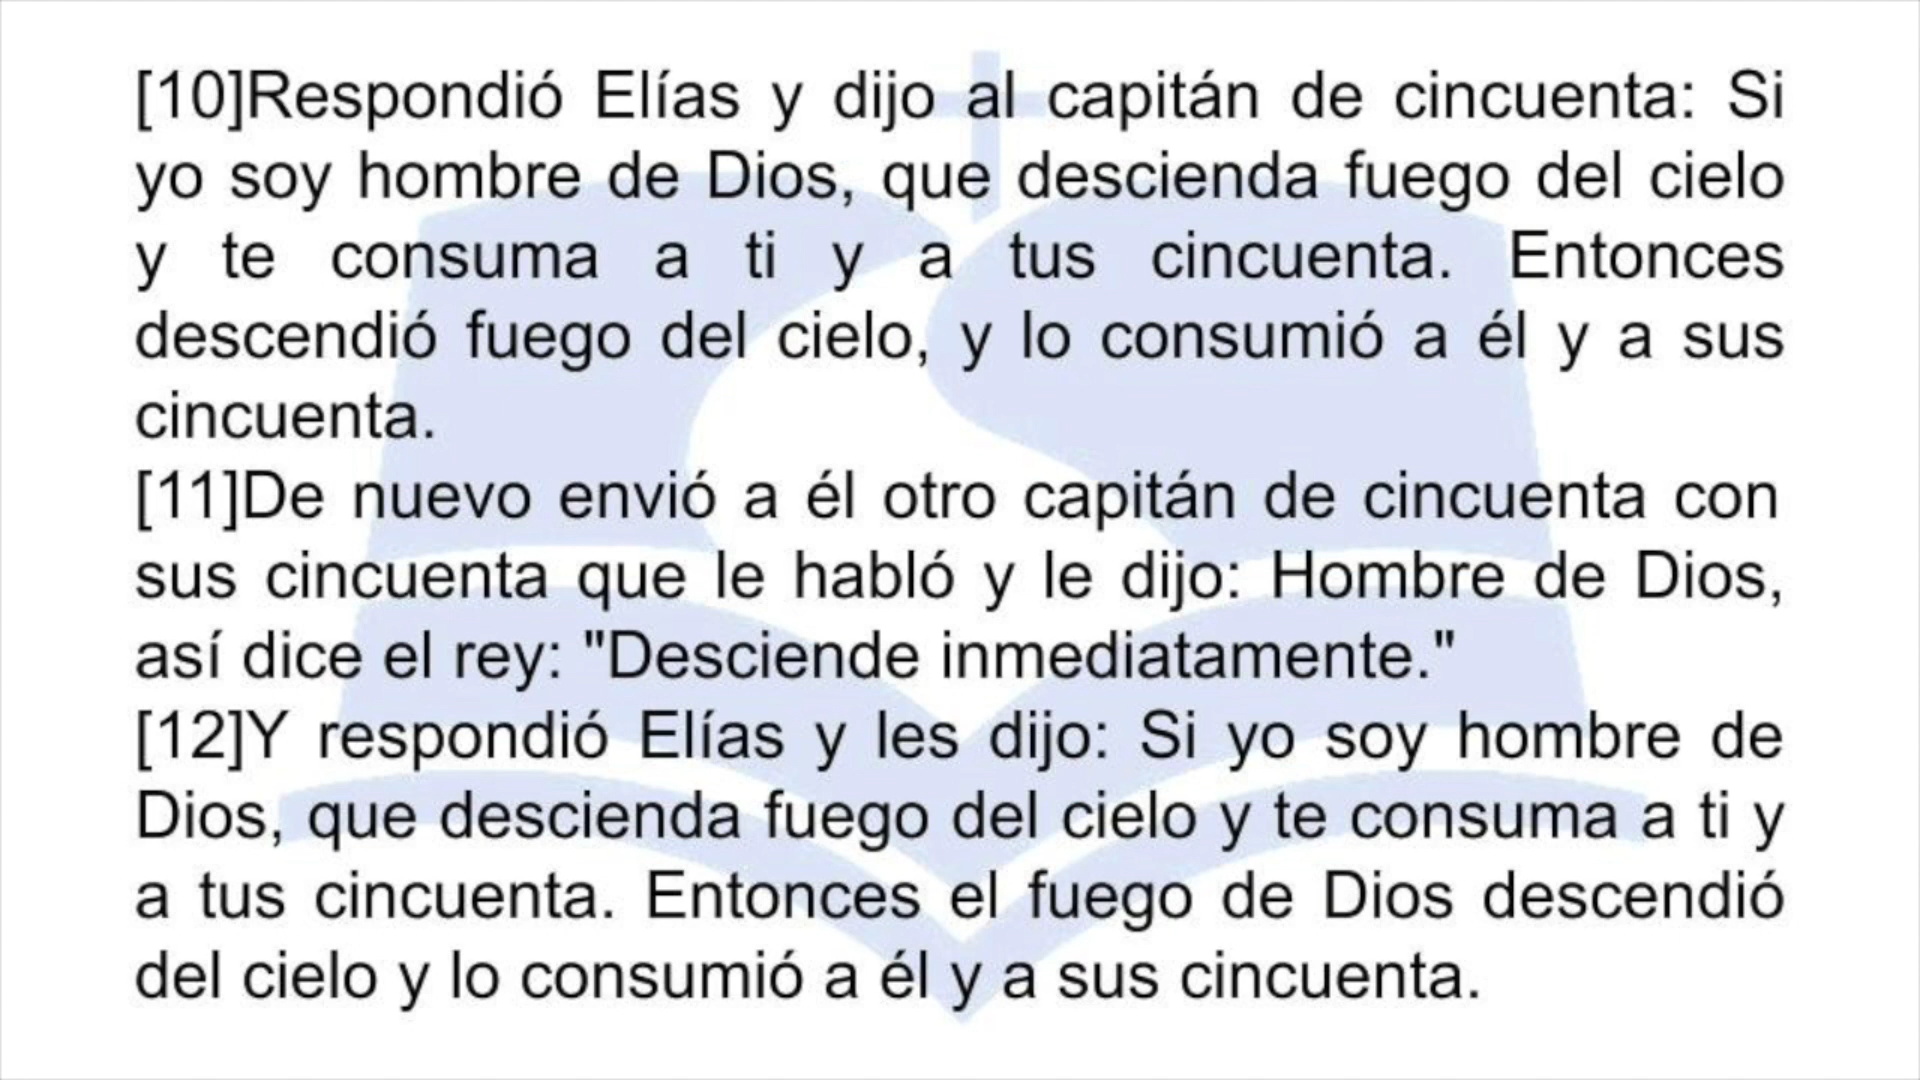 [10]Respondió Elías y dijo al capitán de cincuenta: Si
yo soy hombre de Dios, que descienda fuego del cielo
y te consuma a ti y a tus cincuenta. Entonces
descendió fuego del cielo, y lo consumió a él y a sus
cincuenta.
[11]De nuevo envió a él otro capitán de cincuenta con
sus cincuenta que le habló y le dijo: Hombre de Dios,
así dice el rey: "Desciende inmediatamente."
[12]Y respondió Elías y les dijo: Si yo soy hombre de
Dios, que descienda fuego del cielo y te consuma a ti y
a tus cincuenta. Entonces el fuego de Dios descendió
del cielo y lo consumió a él y a sus cincuenta.